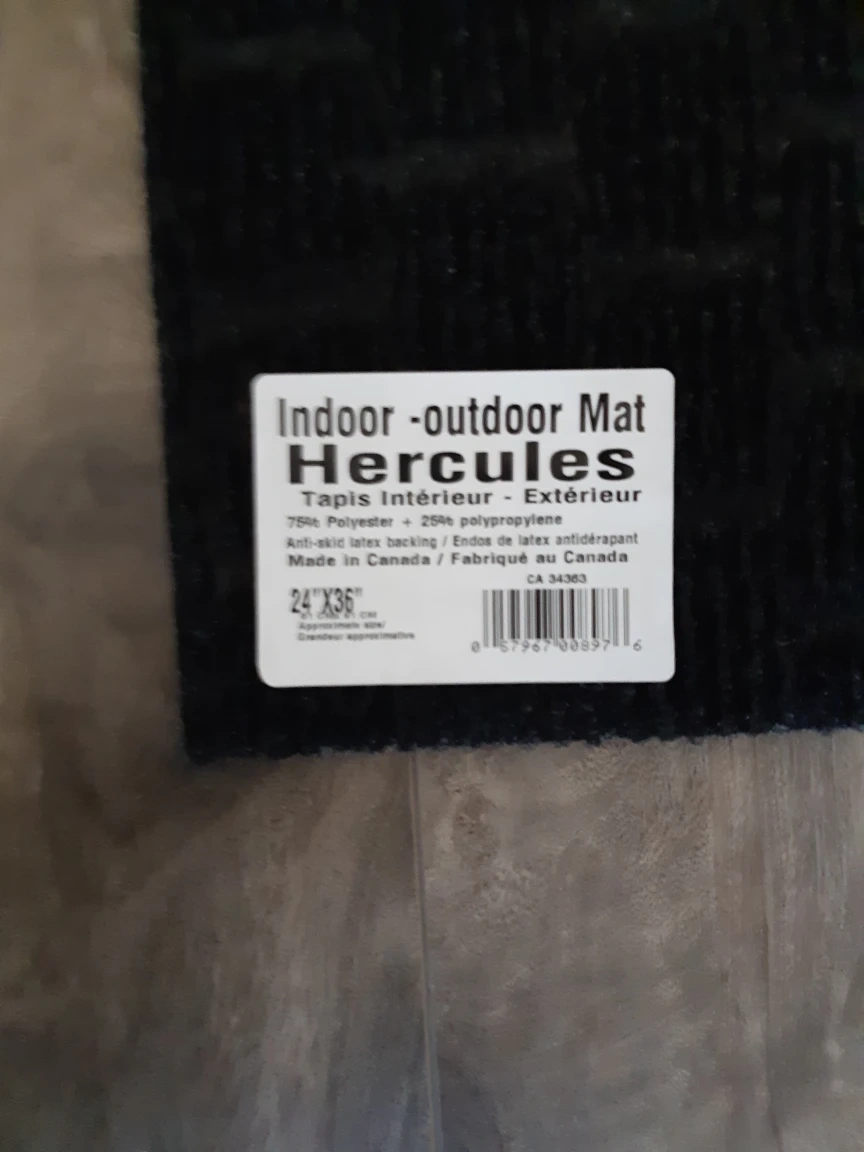 Indoor -outdoor Mat
Hercules
Tapis Intérieur - Extérieur
75% Polyester + 25% polypropylene
Anti-skid latex backing / Endos de latex antidérapant
Made in Canada / Fabriqué au Canada
CA 34363
24"X36"
Approximate size/
Grandeur approximative
0 57967 00897 6